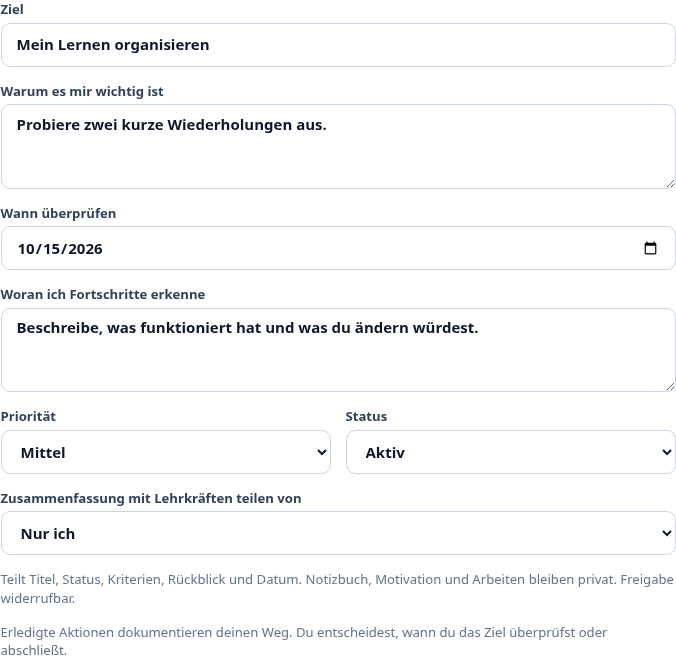 Ziel
Mein Lernen organisieren
Warum es mir wichtig ist
Probiere zwei kurze Wiederholungen aus.
Wann überprüfen
10/15/2026
Woran ich Fortschritte erkenne
Beschreibe, was funktioniert hat und was du ändern würdest.
Priorität
Status
Mittel
Aktiv
Zusammenfassung mit Lehrkräften teilen von
Nur ich
Teilt Titel, Status, Kriterien, Rückblick und Datum. Notizbuch, Motivation und Arbeiten bleiben privat. Freigabe
widerrufbar.
Erledigte Aktionen dokumentieren deinen Weg. Du entscheidest, wann du das Ziel überprüfst oder
abschließt.